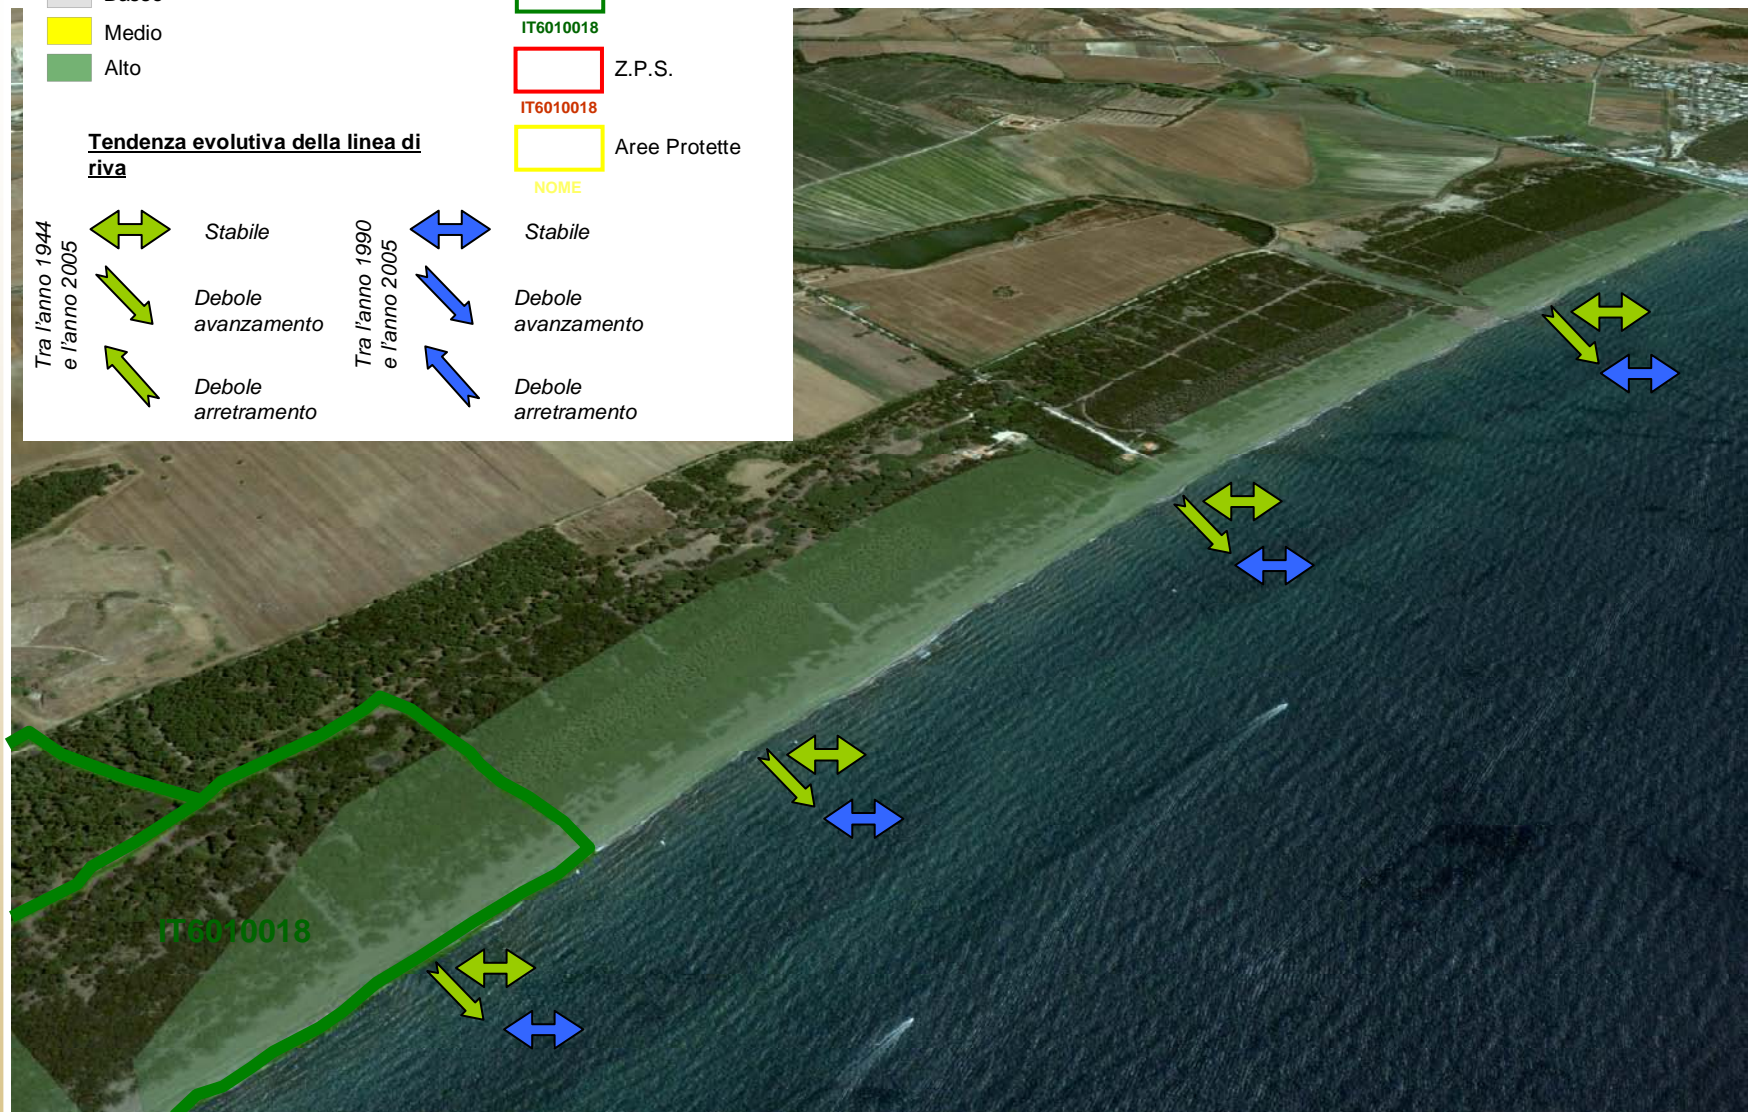 Basso
Medio
Alto
IT6010018
Z.P.S.
IT6010018
Aree Protette
NOME
Tendenza evolutiva della linea di
riva
Tra l'anno 1944
e l'anno 2005
Stabile
Debole
avanzamento
Debole
arretramento
Tra l'anno 1990
e l'anno 2005
Stabile
Debole
avanzamento
Debole
arretramento
IT6010018